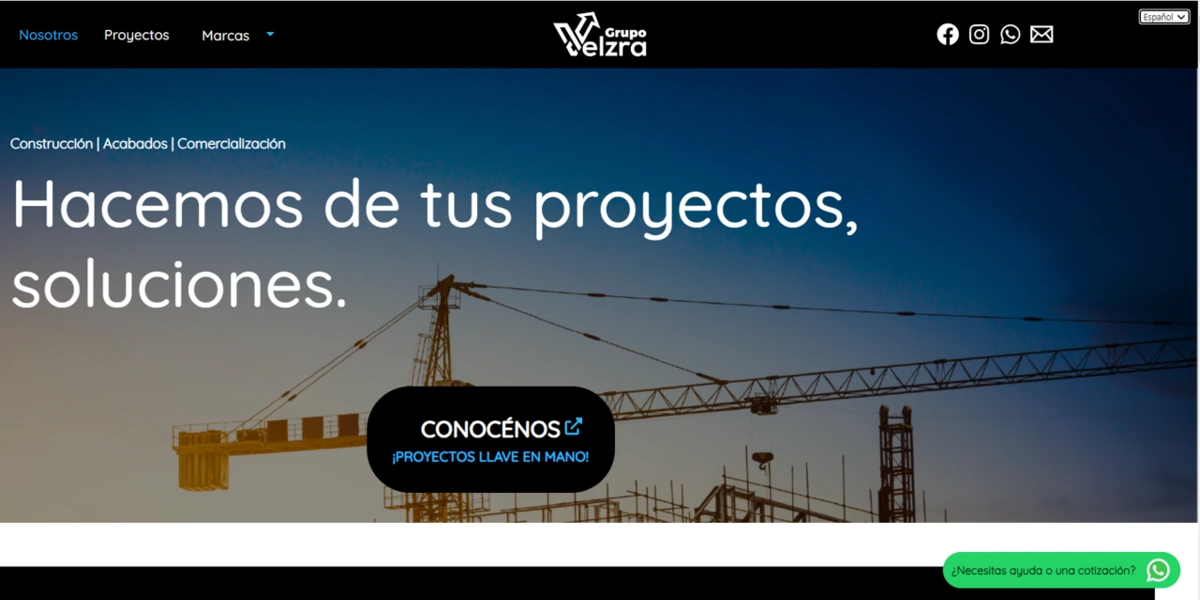 Español
Nosotros
Proyectos
Marcas
Grupo
Velzra
Construcción | Acabados | Comercialización
Hacemos de tus proyectos,
soluciones.
CONOCÉNOS
¡PROYECTOS LLAVE EN MANO!
¿Necesitas ayuda o una cotización?